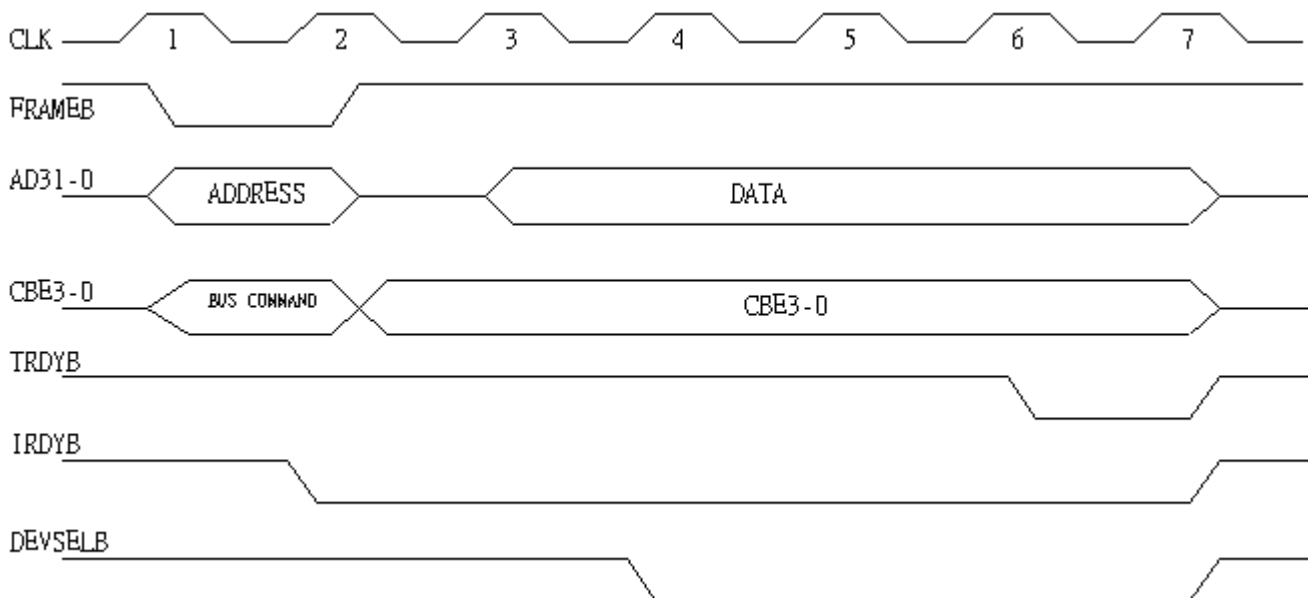 CLK 1 2 3 4 5 6 7
FRAMEB
AD31-0 ADDRESS DATA
CBE3-0 BUS COMMAND CBE3-0
TRDYB
IRDYB
DEVSELB